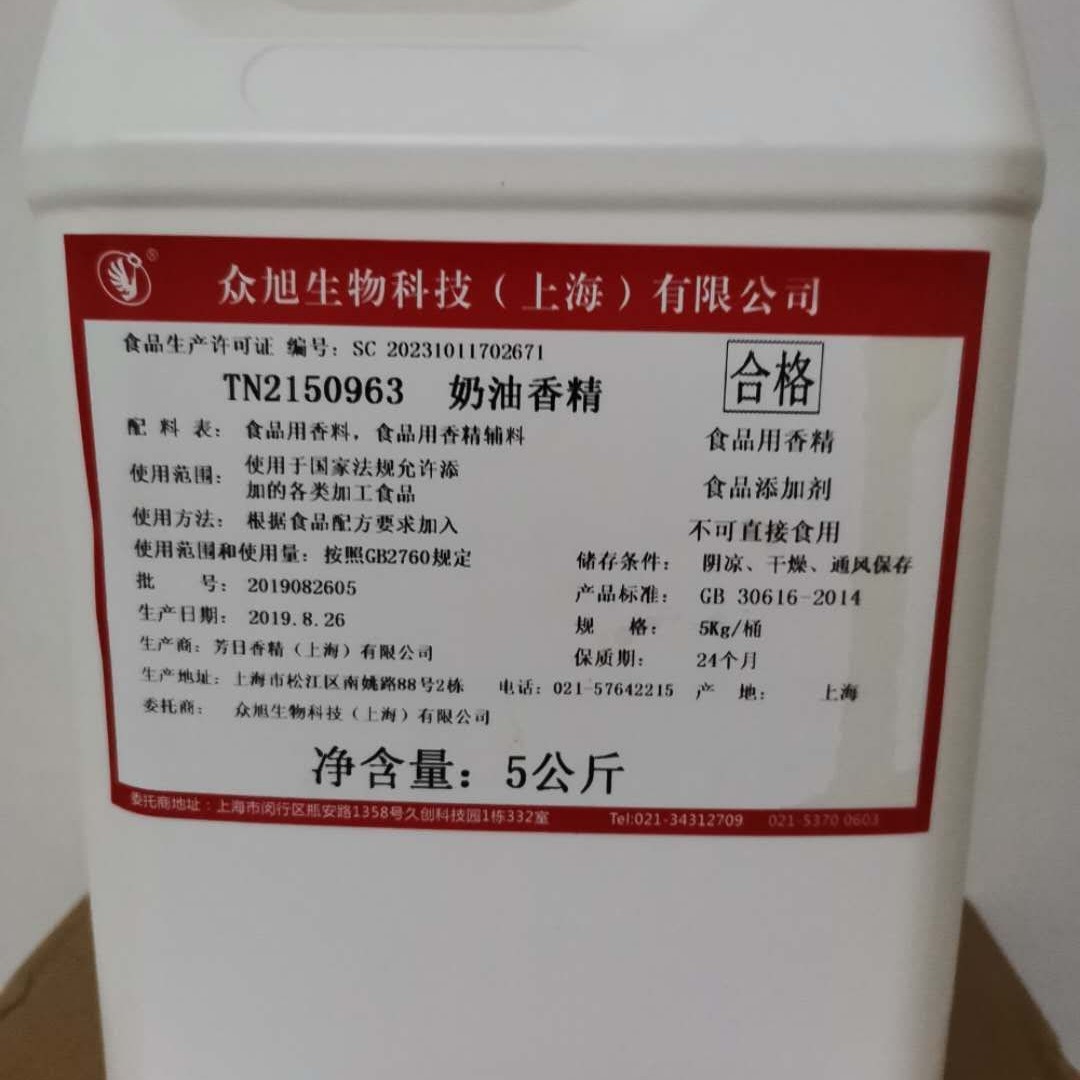 ®
众旭生物科技（上海）有限公司
食品生产许可证 编号：SC 20231011702671
合格
TN2150963 奶油香精
配 料 表： 食品用香料，食品用香精辅料
食品用香精
使用范围： 使用于国家法规允许添
加的各类加工食品
食品添加剂
使用方法： 根据食品配方要求加入
不可直接食用
使用范围和使用量：按照GB2760规定
储存条件： 阴凉、干燥、通风保存
批 号： 2019082605
产品标准： GB 30616-2014
生产日期： 2019.8.26
规 格： 5Kg/桶
生产商：芳日香精（上海）有限公司
保质期： 24个月
生产地址：上海市松江区南姚路88号2栋 电话：021-57642215 产 地： 上海
委托商： 众旭生物科技（上海）有限公司
净含量：5公斤
委托商地址：上海市闵行区瓶安路1358号久创科技园1栋332室 Tel:021-34312709 021-5370 0603